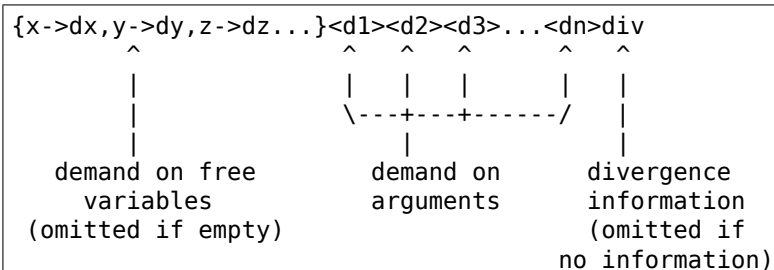 {x->dx,y->dy,z->dz...}<d1><d2><d3>...<dn>div
        ^                 ^   ^   ^      ^   ^
        |                 |   |   |      |   |
        |                 \---+---+------/   |
        |                     |              |
   demand on free        demand on      divergence
     variables           arguments      information
 (omitted if empty)                     (omitted if
                                      no information)